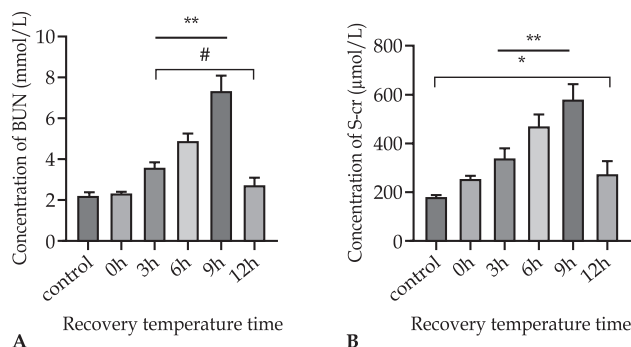 Concentration of BUN (mmol/L)
10
8
6
4
2
0
**
#
control
0h
3h
6h
9h
12h
Recovery temperature time
A
Concentration of S-cr (μmol/L)
800
600
400
200
0
**
*
control
0h
3h
6h
9h
12h
Recovery temperature time
B